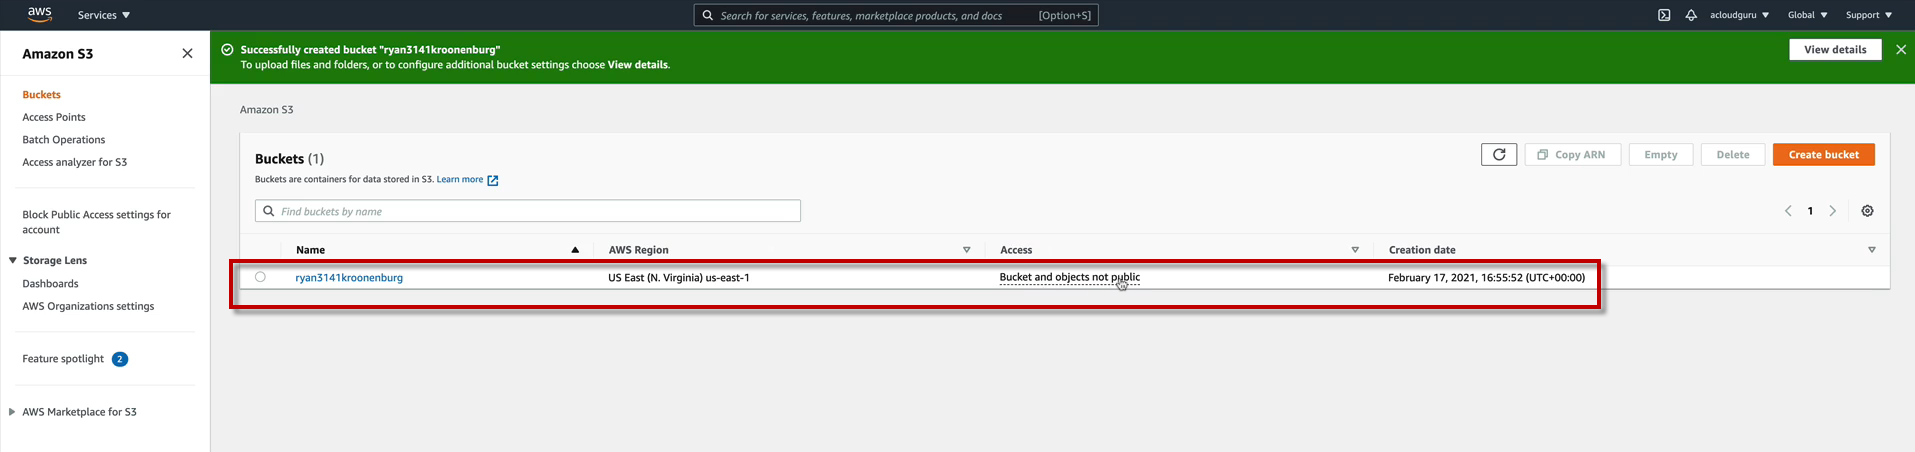 aws
Services
Search for services, features, marketplace products, and docs [Option+S]
acloudguru
Global
Support
Amazon S3
Buckets
Access Points
Batch Operations
Access analyzer for S3
Block Public Access settings for
account
Storage Lens
Dashboards
AWS Organizations settings
Feature spotlight 2
AWS Marketplace for S3
Successfully created bucket "ryan3141kroonenburg"
To upload files and folders, or to configure additional bucket settings choose View details.
View details
Amazon S3
Buckets (1)
Copy ARN
Empty
Delete
Create bucket
Buckets are containers for data stored in S3. Learn more
Find buckets by name
1
Name AWS Region Access Creation date
ryan3141kroonenburg US East (N. Virginia) us-east-1 Bucket and objects not public February 17, 2021, 16:55:52 (UTC+00:00)